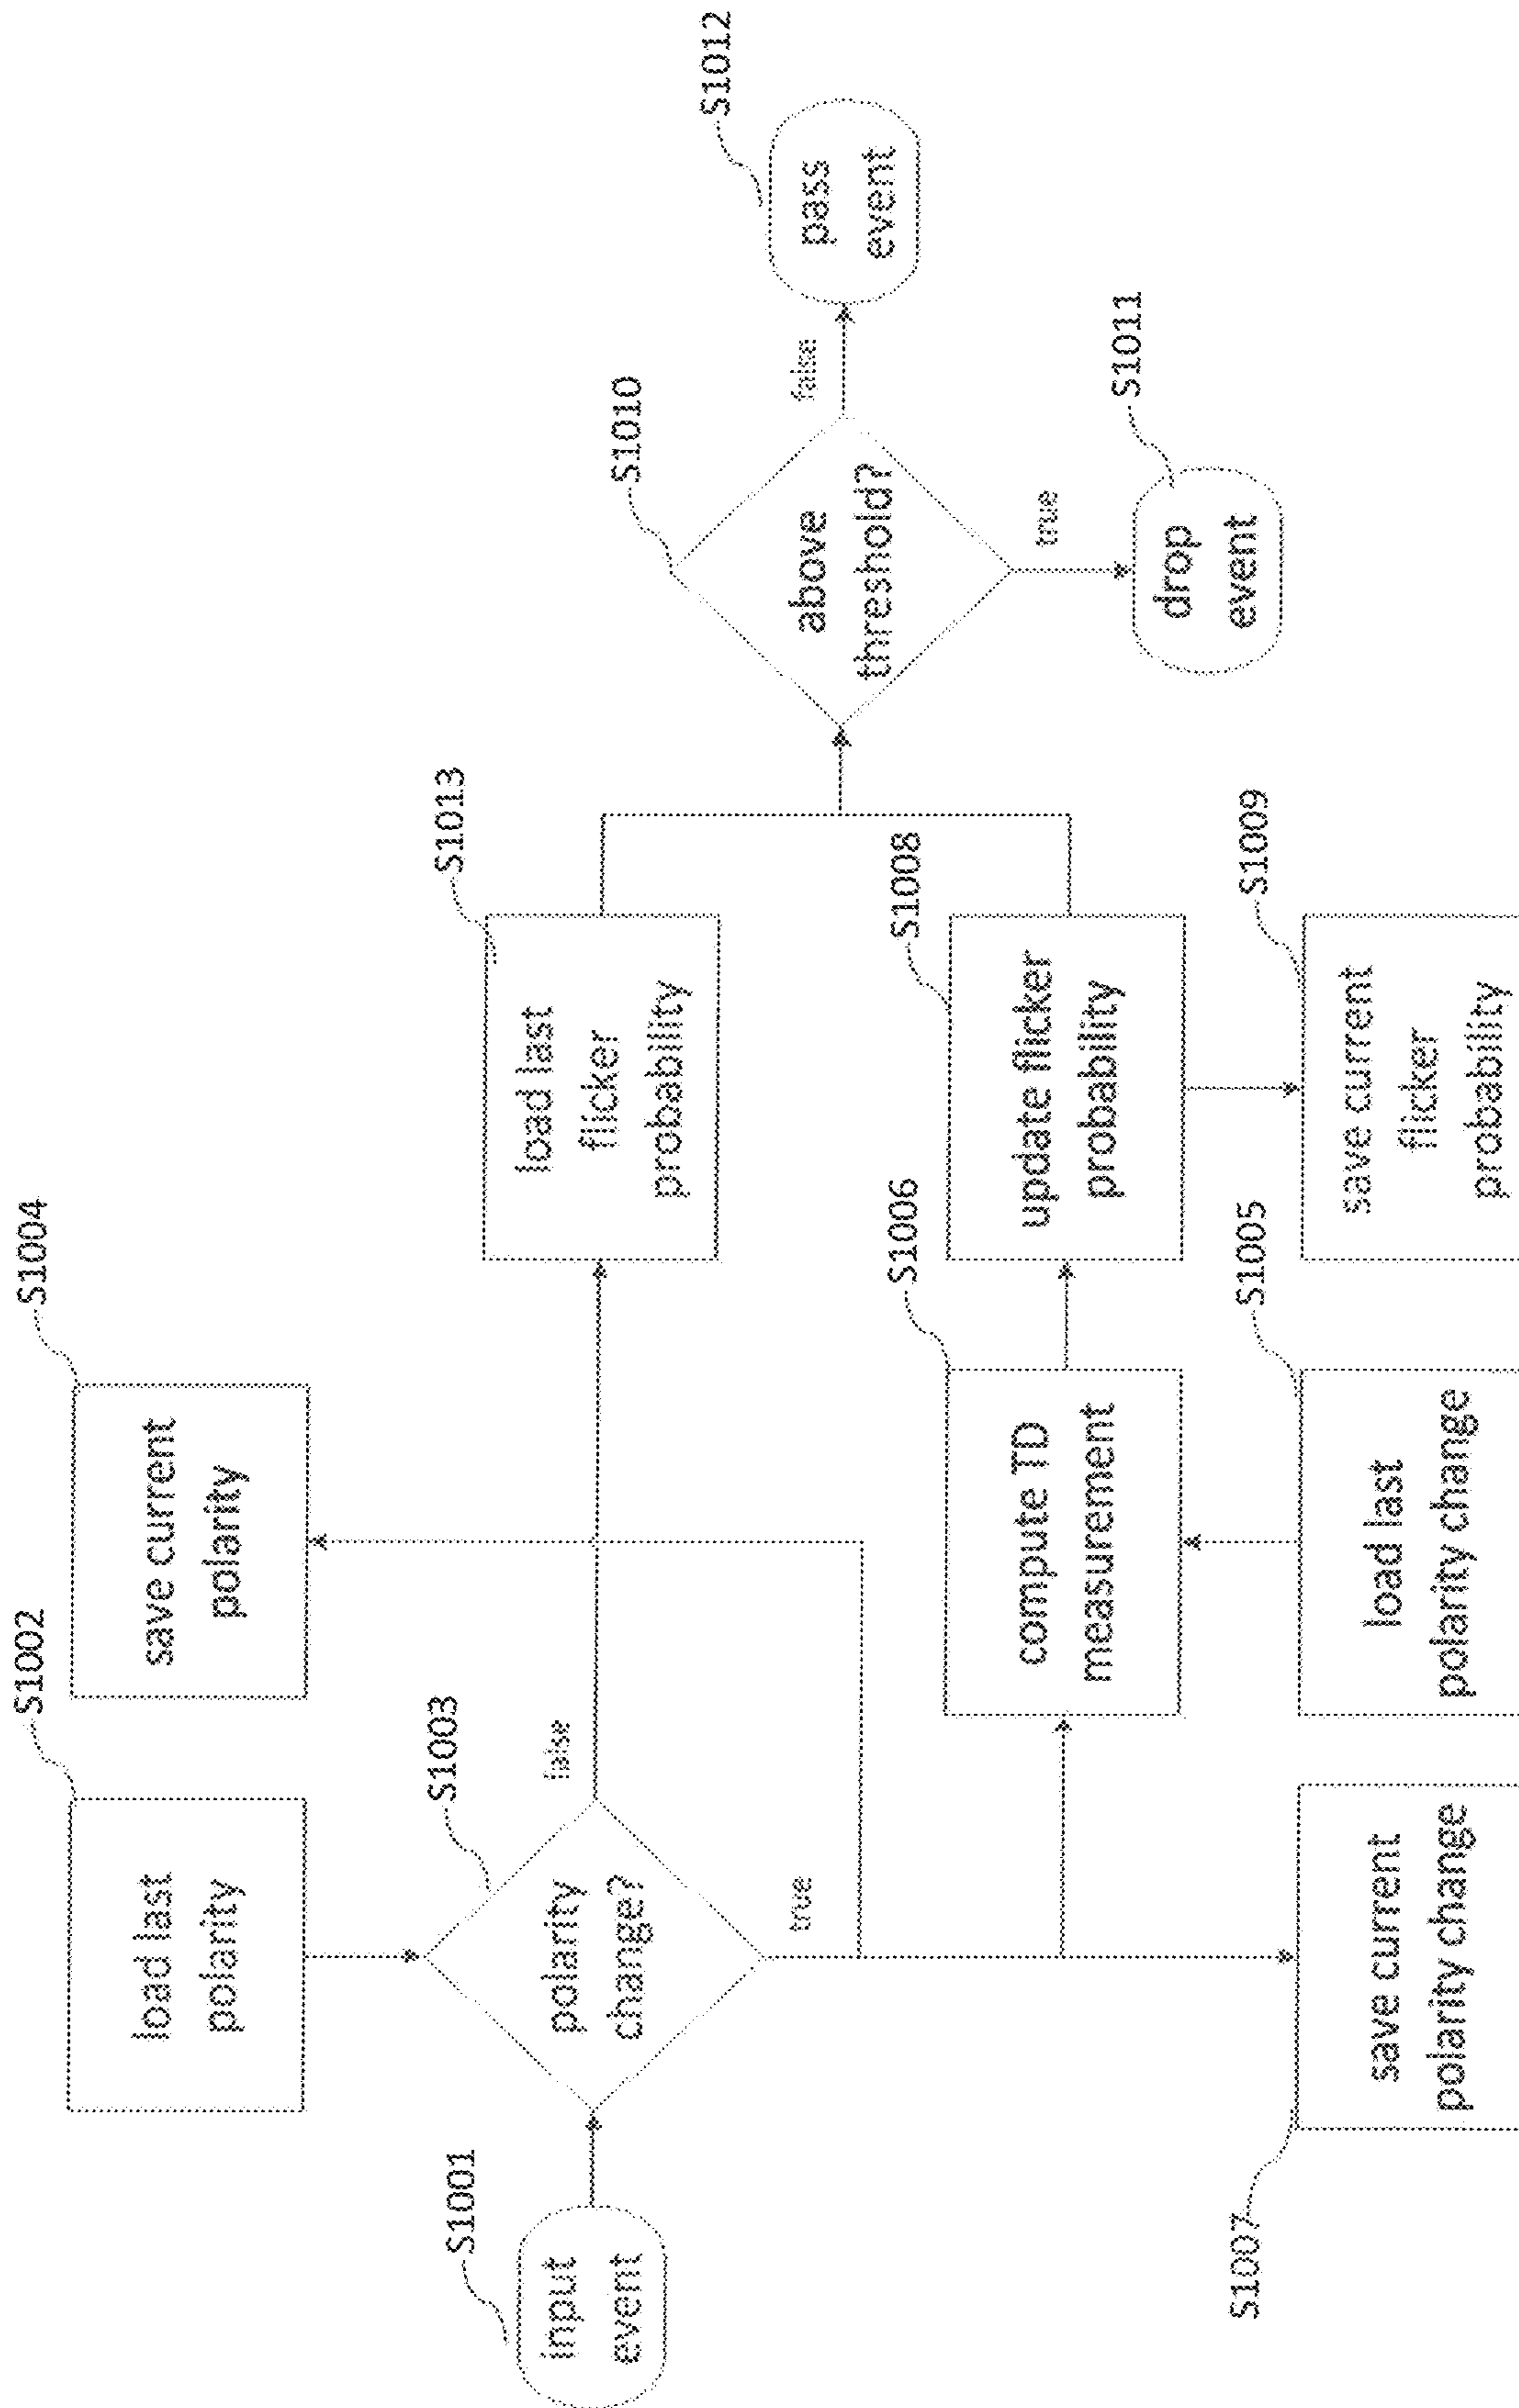 S1001
input
event
S1002
load last
polarity
S1003
polarity
change?
false
true
S1004
save current
polarity
S1007
save current
polarity change
S1005
load last
polarity change
S1006
compute TD
measurement
S1013
load last
flicker
probability
S1008
update flicker
probability
S1009
save current
flicker
probability
S1010
above
threshold?
false
true
S1011
drop
event
S1012
pass
event